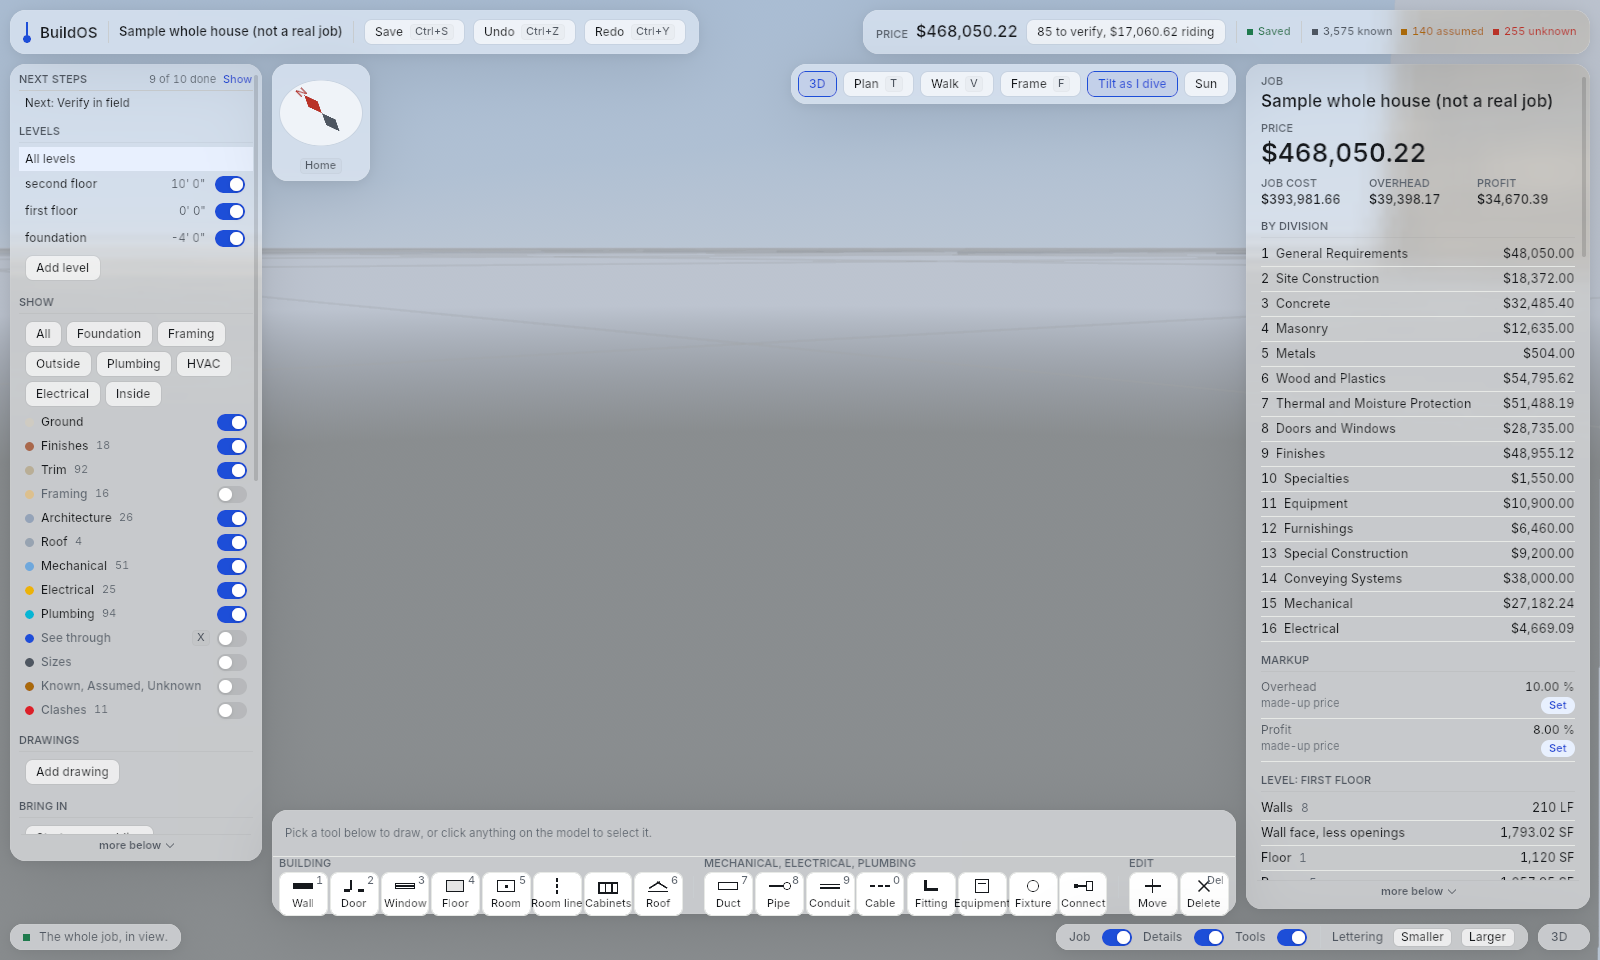 BuildOS
Sample whole house (not a real job)
Save Ctrl+S
Undo Ctrl+Z
Redo Ctrl+Y
PRICE $468,050.22
85 to verify, $17,060.62 riding
Saved
3,575 known
140 assumed
255 unknown
NEXT STEPS 9 of 10 done Show
Next: Verify in field
LEVELS
All levels
second floor 10' 0"
first floor 0' 0"
foundation -4' 0"
Add level
SHOW
All Foundation Framing
Outside Plumbing HVAC
Electrical Inside
Ground
Finishes 18
Trim 92
Framing 16
Architecture 26
Roof 4
Mechanical 51
Electrical 25
Plumbing 94
See through X
Sizes
Known, Assumed, Unknown
Clashes 11
DRAWINGS
Add drawing
BRING IN
more below
The whole job, in view.
N
Home
3D
Plan T
Walk V
Frame F
Tilt as I dive
Sun
Pick a tool below to draw, or click anything on the model to select it.
BUILDING
Wall 1
Door 2
Window 3
Floor 4
Room 5
Room line
Cabinets
Roof 6
MECHANICAL, ELECTRICAL, PLUMBING
Duct 7
Pipe 8
Conduit 9
Cable 0
Fitting
Equipment
Fixture
Connect
EDIT
Move
Delete Del
JOB
Sample whole house (not a real job)
PRICE
$468,050.22
JOB COST OVERHEAD PROFIT
$393,981.66 $39,398.17 $34,670.39
BY DIVISION
1 General Requirements $48,050.00
2 Site Construction $18,372.00
3 Concrete $32,485.40
4 Masonry $12,635.00
5 Metals $504.00
6 Wood and Plastics $54,795.62
7 Thermal and Moisture Protection $51,488.19
8 Doors and Windows $28,735.00
9 Finishes $48,955.12
10 Specialties $1,550.00
11 Equipment $10,900.00
12 Furnishings $6,460.00
13 Special Construction $9,200.00
14 Conveying Systems $38,000.00
15 Mechanical $27,182.24
16 Electrical $4,669.09
MARKUP
Overhead 10.00 %
made-up price Set
Profit 8.00 %
made-up price Set
LEVEL: FIRST FLOOR
Walls 8 210 LF
Wall face, less openings 1,793.02 SF
Floor 1 1,120 SF
more below
Job Details Tools Lettering Smaller Larger
3D